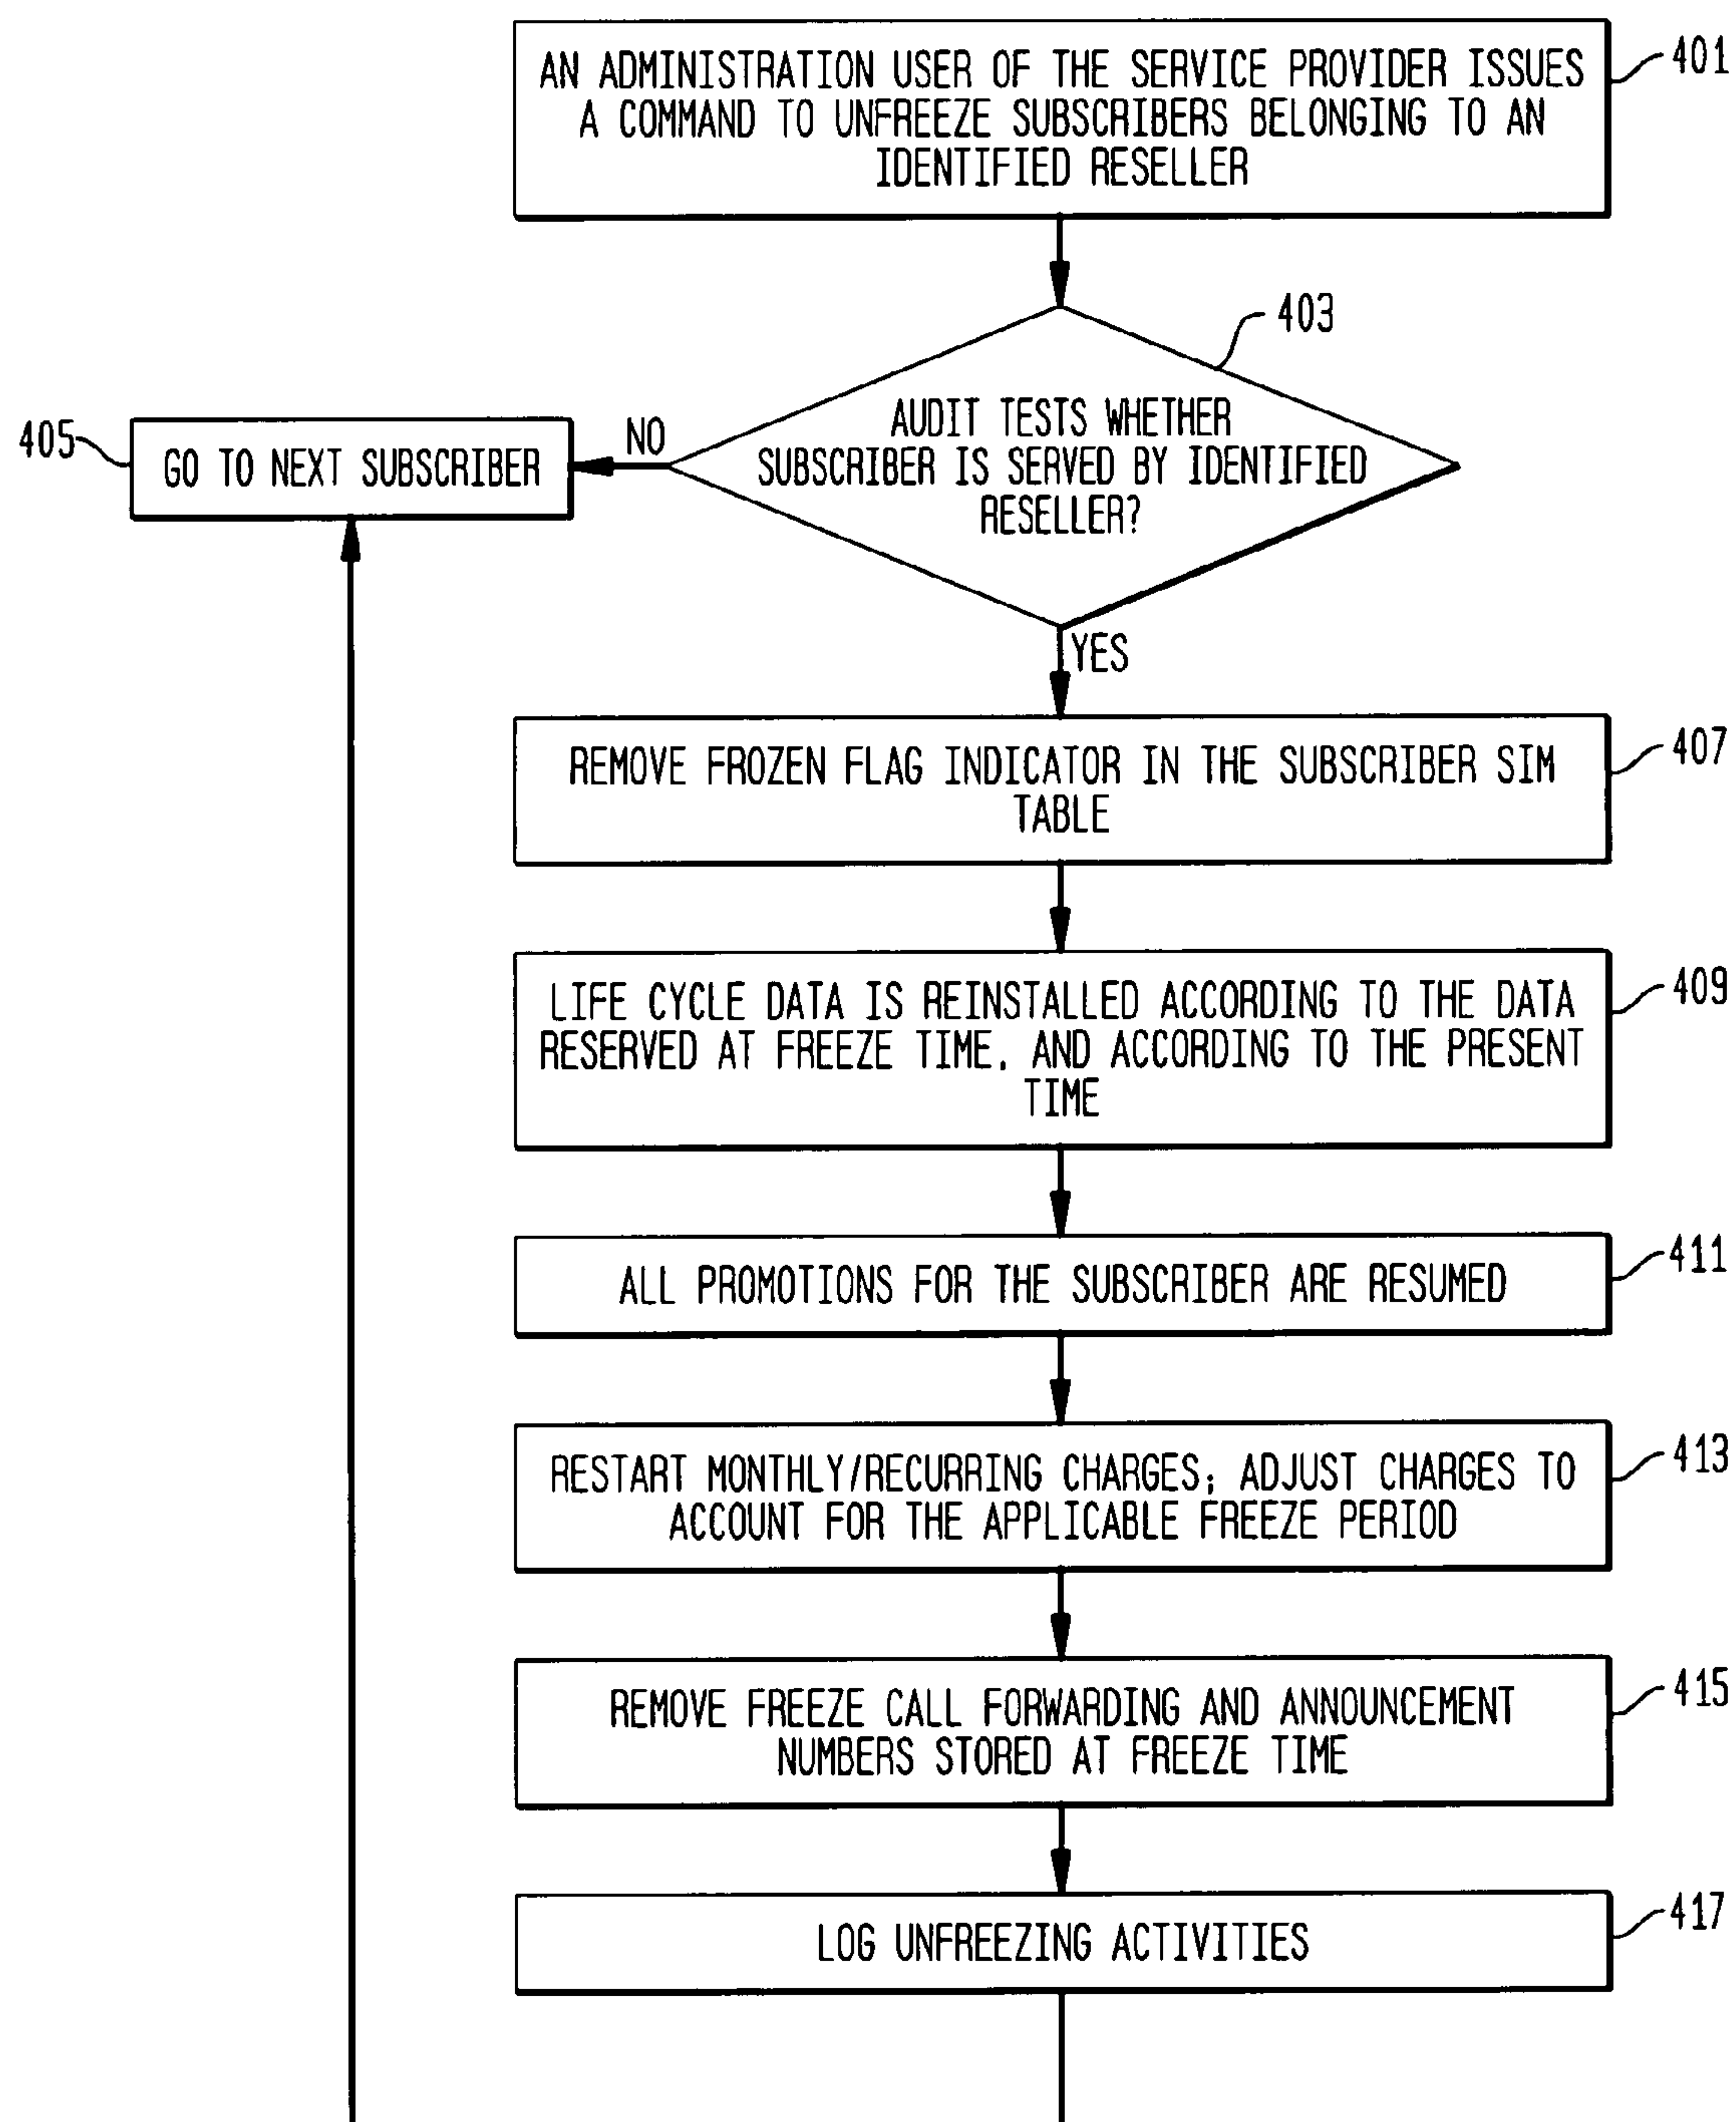 AN ADMINISTRATION USER OF THE SERVICE PROVIDER ISSUES
A COMMAND TO UNFREEZE SUBSCRIBERS BELONGING TO AN
IDENTIFIED RESELLER
401
403
AUDIT TESTS WHETHER
SUBSCRIBER IS SERVED BY IDENTIFIED
RESELLER?
NO
405
GO TO NEXT SUBSCRIBER
YES
REMOVE FROZEN FLAG INDICATOR IN THE SUBSCRIBER SIM
TABLE
407
LIFE CYCLE DATA IS REINSTALLED ACCORDING TO THE DATA
RESERVED AT FREEZE TIME, AND ACCORDING TO THE PRESENT
TIME
409
ALL PROMOTIONS FOR THE SUBSCRIBER ARE RESUMED
411
RESTART MONTHLY/RECURRING CHARGES; ADJUST CHARGES TO
ACCOUNT FOR THE APPLICABLE FREEZE PERIOD
413
REMOVE FREEZE CALL FORWARDING AND ANNOUNCEMENT
NUMBERS STORED AT FREEZE TIME
415
LOG UNFREEZING ACTIVITIES
417